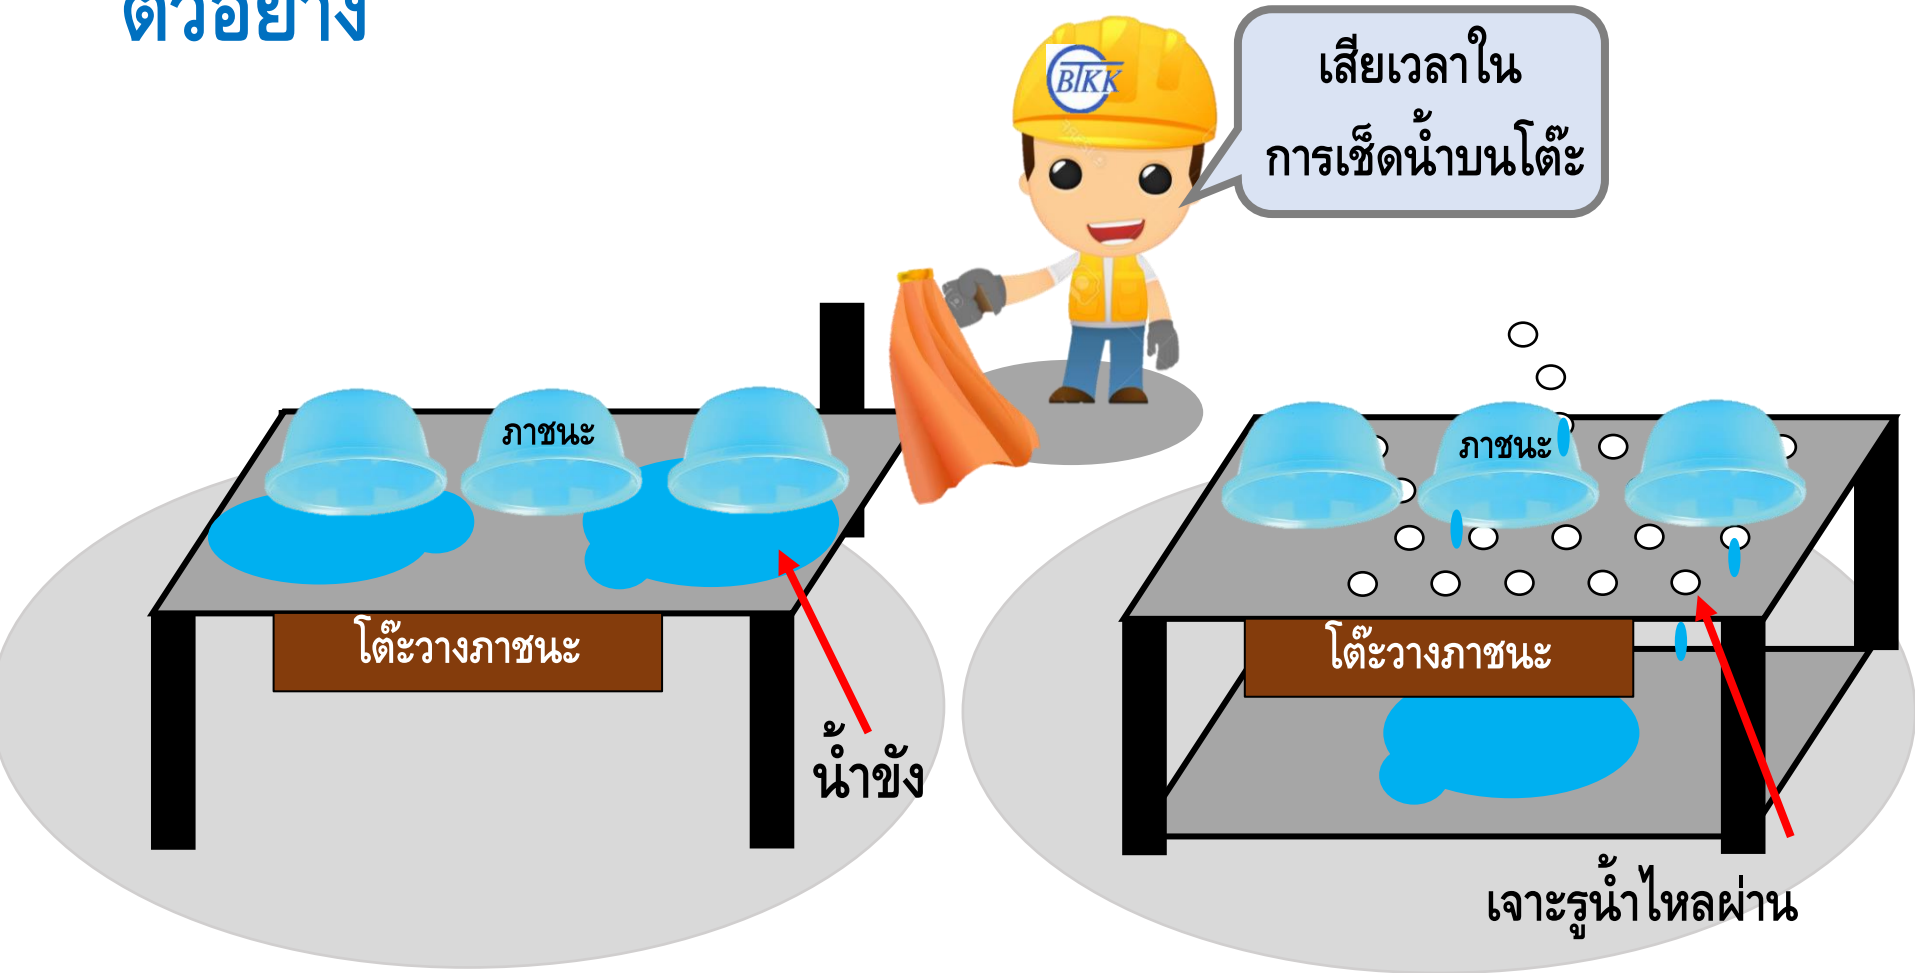 ตัวอย่าง
BTKK
เสียเวลาใน
การเช็ดน้ำบนโต๊ะ
ภาชนะ
ภาชนะ
โต๊ะวางภาชนะ
โต๊ะวางภาชนะ
น้ำขัง
เจาะรูน้ำไหลผ่าน